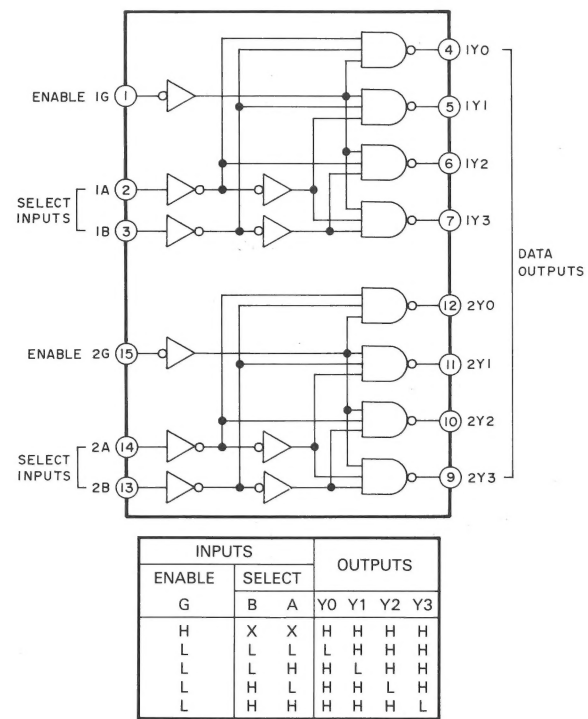 4 1Y0
ENABLE 1G 1
5 1Y1
6 1Y2
1A 2
SELECT
INPUTS
1B 3
7 1Y3
DATA
OUTPUTS
12 2Y0
ENABLE 2G 15
11 2Y1
10 2Y2
2A 14
SELECT
INPUTS
2B 13
9 2Y3
INPUTS OUTPUTS
ENABLE SELECT
G B A Y0 Y1 Y2 Y3
H X X H H H H
L L L L H H H
L L H H L H H
L H L H H L H
L H H H H H L